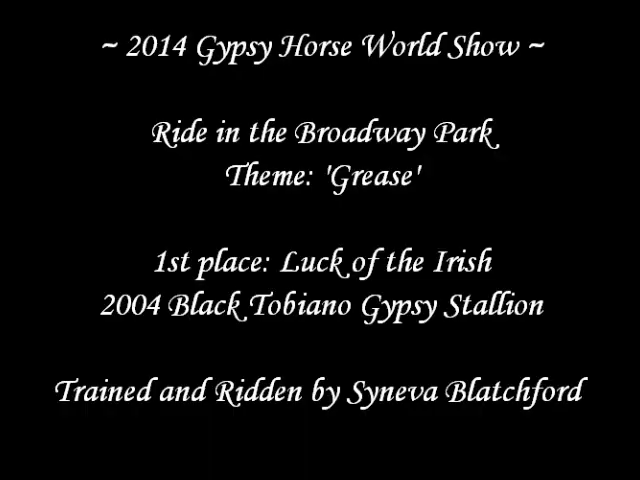 ~ 2014 Gypsy Horse World Show ~
Ride in the Broadway Park
Theme: 'Grease'
1st place: Luck of the Irish
2004 Black Tobiano Gypsy Stallion
Trained and Ridden by Syneva Blatchford